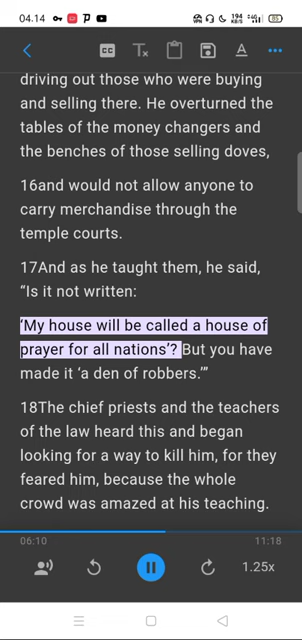 04.14
194
KB/S
4G
85
CC
A
driving out those who were buying
and selling there. He overturned the
tables of the money changers and
the benches of those selling doves,
16and would not allow anyone to
carry merchandise through the
temple courts.
17And as he taught them, he said,
“Is it not written:
‘My house will be called a house of
prayer for all nations’? But you have
made it ‘a den of robbers.’”
18The chief priests and the teachers
of the law heard this and began
looking for a way to kill him, for they
feared him, because the whole
crowd was amazed at his teaching.
06:10
11:18
1.25x